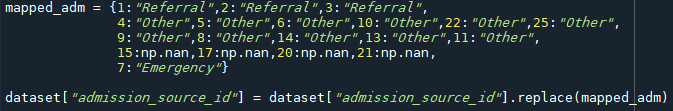 mapped_adm = {1:"Referral",2:"Referral",3:"Referral",
4:"Other",5:"Other",6:"Other",10:"Other",22:"Other",25:"Other",
9:"Other",8:"Other",14:"Other",13:"Other",11:"Other",
15:np.nan,17:np.nan,20:np.nan,21:np.nan,
7:"Emergency"}
dataset["admission_source_id"] = dataset["admission_source_id"].replace(mapped_adm)